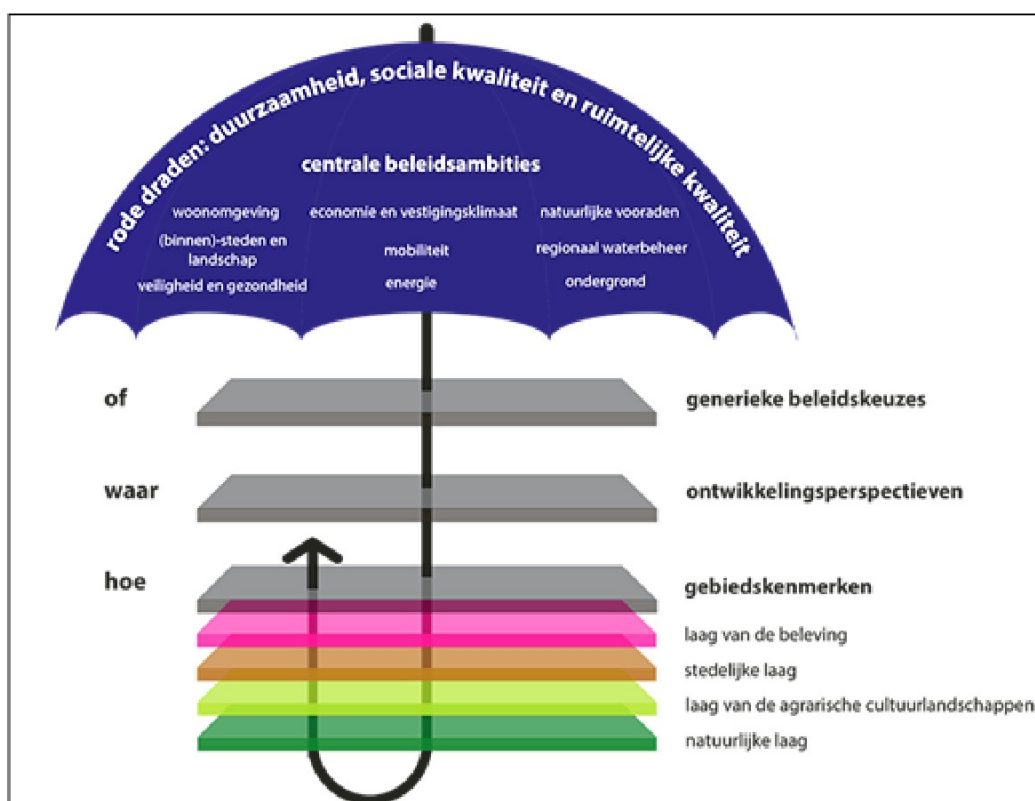 rode draden: duurzaamheid, sociale kwaliteit en ruimtelijke kwaliteit
centrale beleidsambities
woonomgeving
economie en vestigingsklimaat
natuurlijke vooraden
(binnen)-steden en
landschap
mobiliteit
regionaal waterbeheer
veiligheid en gezondheid
energie
ondergrond
of
generieke beleidskeuzes
waar
ontwikkelingsperspectieven
hoe
gebiedskenmerken
laag van de beleving
stedelijke laag
laag van de agrarische cultuurlandschappen
natuurlijke laag